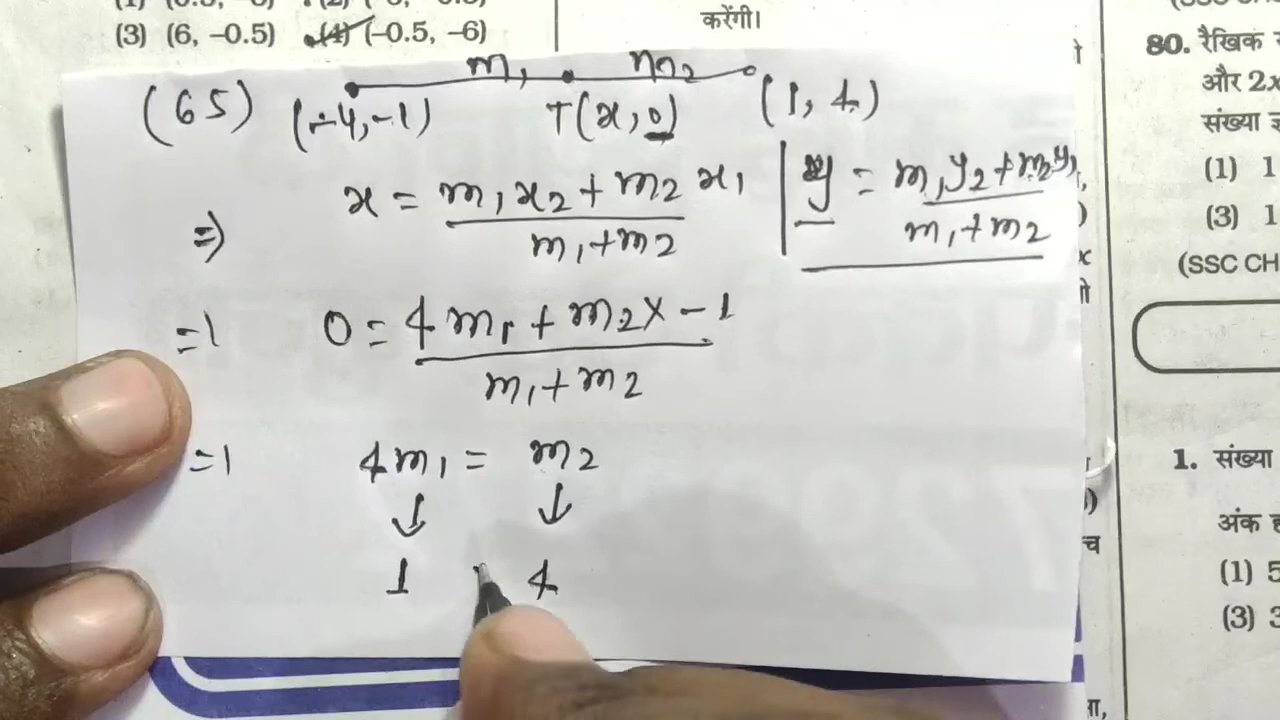 (3) (6, –0.5) (4) (–0.5, –6)
करेंगी।
80. रैखिक
और 2x
संख्या
(1) 1
(3) 1
(SSC CH
1. संख्या
अंक
(1) 5
(3) 3
m₁ m₂
(65) (-4,-1) T(x,0) (1, 4)
⇒ x = m₁x₂ + m₂x₁ / m₁+m₂ | y = m₁y₂+m₂y₁ / m₁+m₂
⇒ 0 = 4m₁ + m₂x-1 / m₁+m₂
⇒ 4m₁ = m₂
↓ ↓
1 4